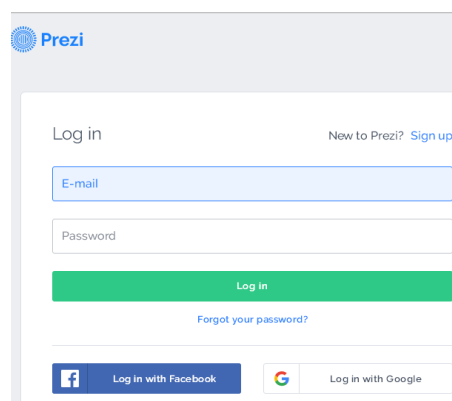 Prezi
Log in
New to Prezi? Sign up
E-mail
Password
Log in
Forgot your password?
Log in with Facebook
Log in with Google